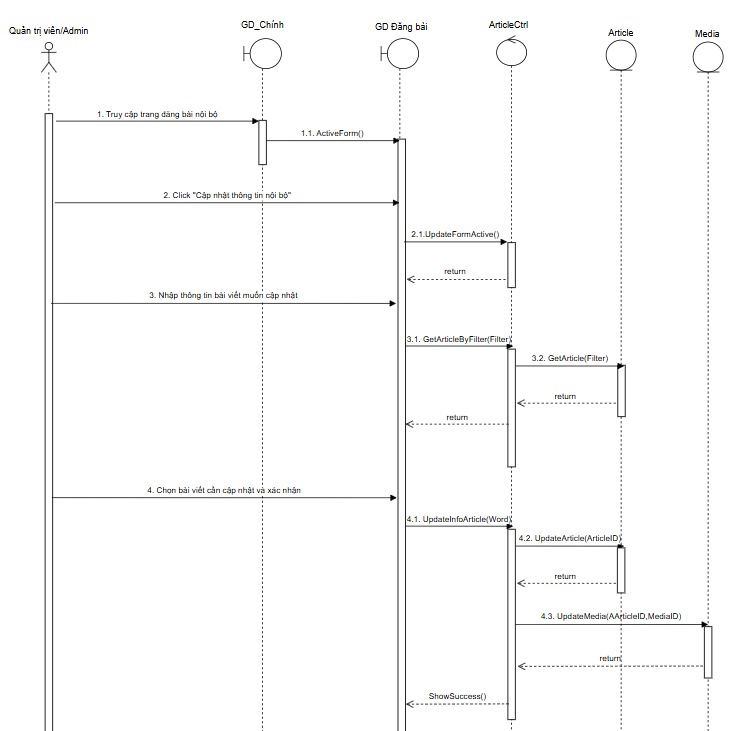 Quản trị viên/Admin
GD_Chính
GD Đăng bài
ArticleCtrl
Article
Media
1. Truy cập trang đăng bài nội bộ
1.1. ActiveForm()
2. Click "Cập nhật thông tin nội bộ"
2.1.UpdateFormActive()
return
3. Nhập thông tin bài viết muốn cập nhật
3.1. GetArticleByFilter(Filter)
3.2. GetArticle(Filter)
return
return
4. Chọn bài viết cần cập nhật và xác nhận
4.1. UpdateInfoArticle(Word)
4.2. UpdateArticle(ArticleID)
return
4.3. UpdateMedia(AArticleID,MediaID)
return
ShowSuccess()